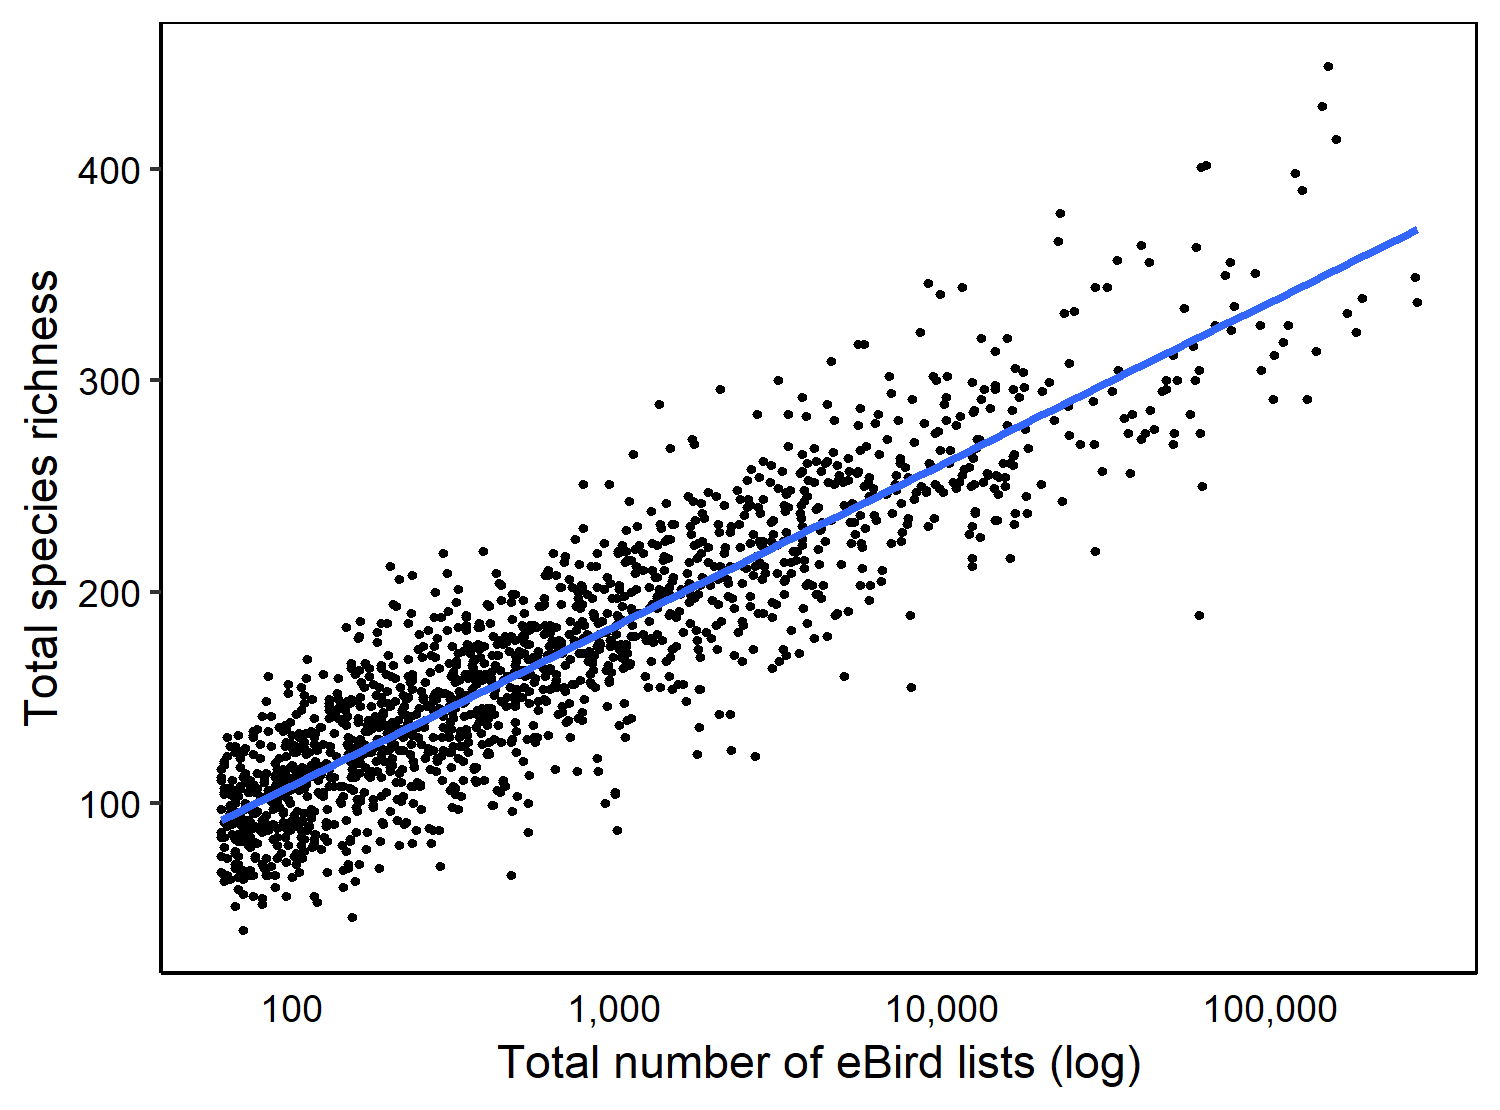 Total species richness
400
300
200
100
100 1,000 10,000 100,000
Total number of eBird lists (log)